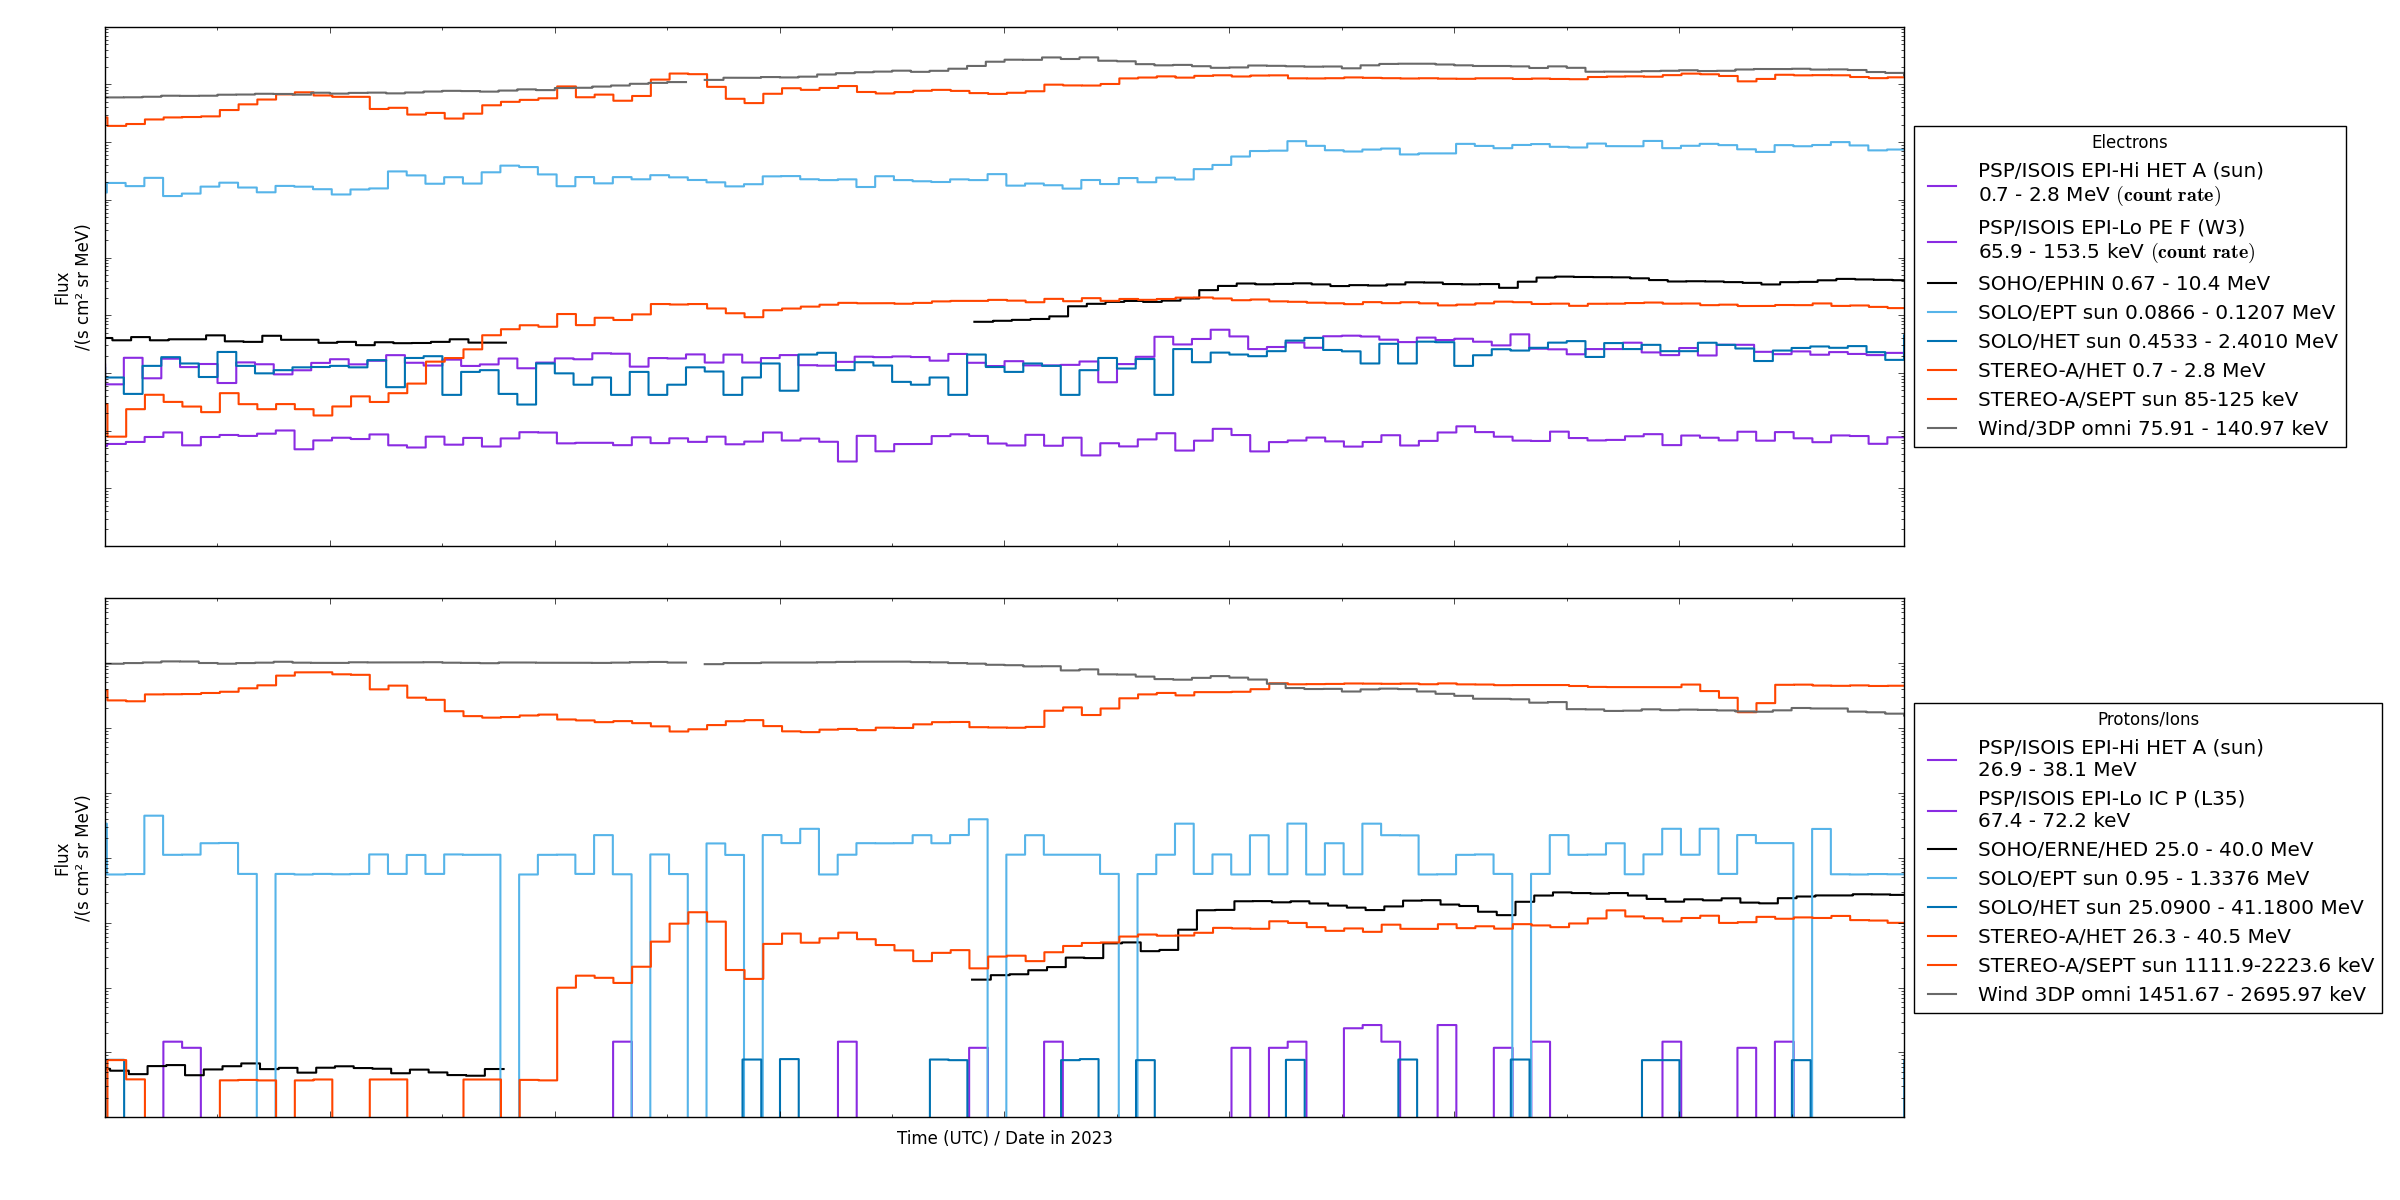 Flux
/(s cm² sr MeV)
Electrons
PSP/ISOIS EPI-Hi HET A (sun)
0.7 - 2.8 MeV (count rate)
PSP/ISOIS EPI-Lo PE F (W3)
65.9 - 153.5 keV (count rate)
SOHO/EPHIN 0.67 - 10.4 MeV
SOLO/EPT sun 0.0866 - 0.1207 MeV
SOLO/HET sun 0.4533 - 2.4010 MeV
STEREO-A/HET 0.7 - 2.8 MeV
STEREO-A/SEPT sun 85-125 keV
Wind/3DP omni 75.91 - 140.97 keV
Flux
/(s cm² sr MeV)
Protons/Ions
PSP/ISOIS EPI-Hi HET A (sun)
26.9 - 38.1 MeV
PSP/ISOIS EPI-Lo IC P (L35)
67.4 - 72.2 keV
SOHO/ERNE/HED 25.0 - 40.0 MeV
SOLO/EPT sun 0.95 - 1.3376 MeV
SOLO/HET sun 25.0900 - 41.1800 MeV
STEREO-A/HET 26.3 - 40.5 MeV
STEREO-A/SEPT sun 1111.9-2223.6 keV
Wind 3DP omni 1451.67 - 2695.97 keV
Time (UTC) / Date in 2023